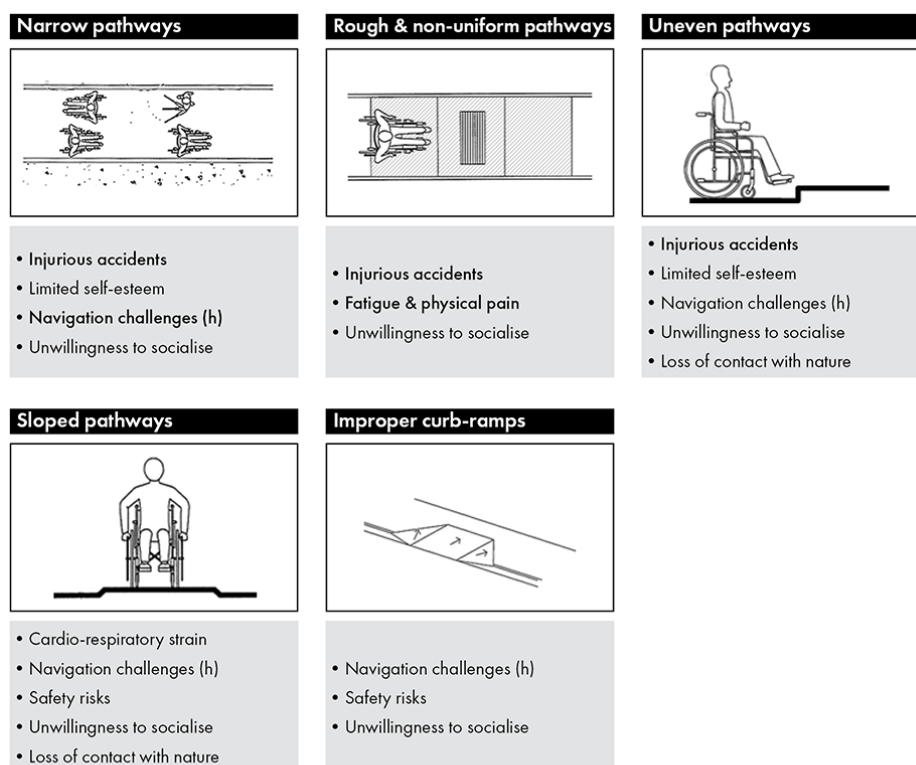 Narrow pathways
• Injurious accidents
• Limited self-esteem
• Navigation challenges (h)
• Unwillingness to socialise
Rough & non-uniform pathways
• Injurious accidents
• Fatigue & physical pain
• Unwillingness to socialise
Uneven pathways
• Injurious accidents
• Limited self-esteem
• Navigation challenges (h)
• Unwillingness to socialise
• Loss of contact with nature
Sloped pathways
• Cardio-respiratory strain
• Navigation challenges (h)
• Safety risks
• Unwillingness to socialise
• Loss of contact with nature
Improper curb-ramps
• Navigation challenges (h)
• Safety risks
• Unwillingness to socialise